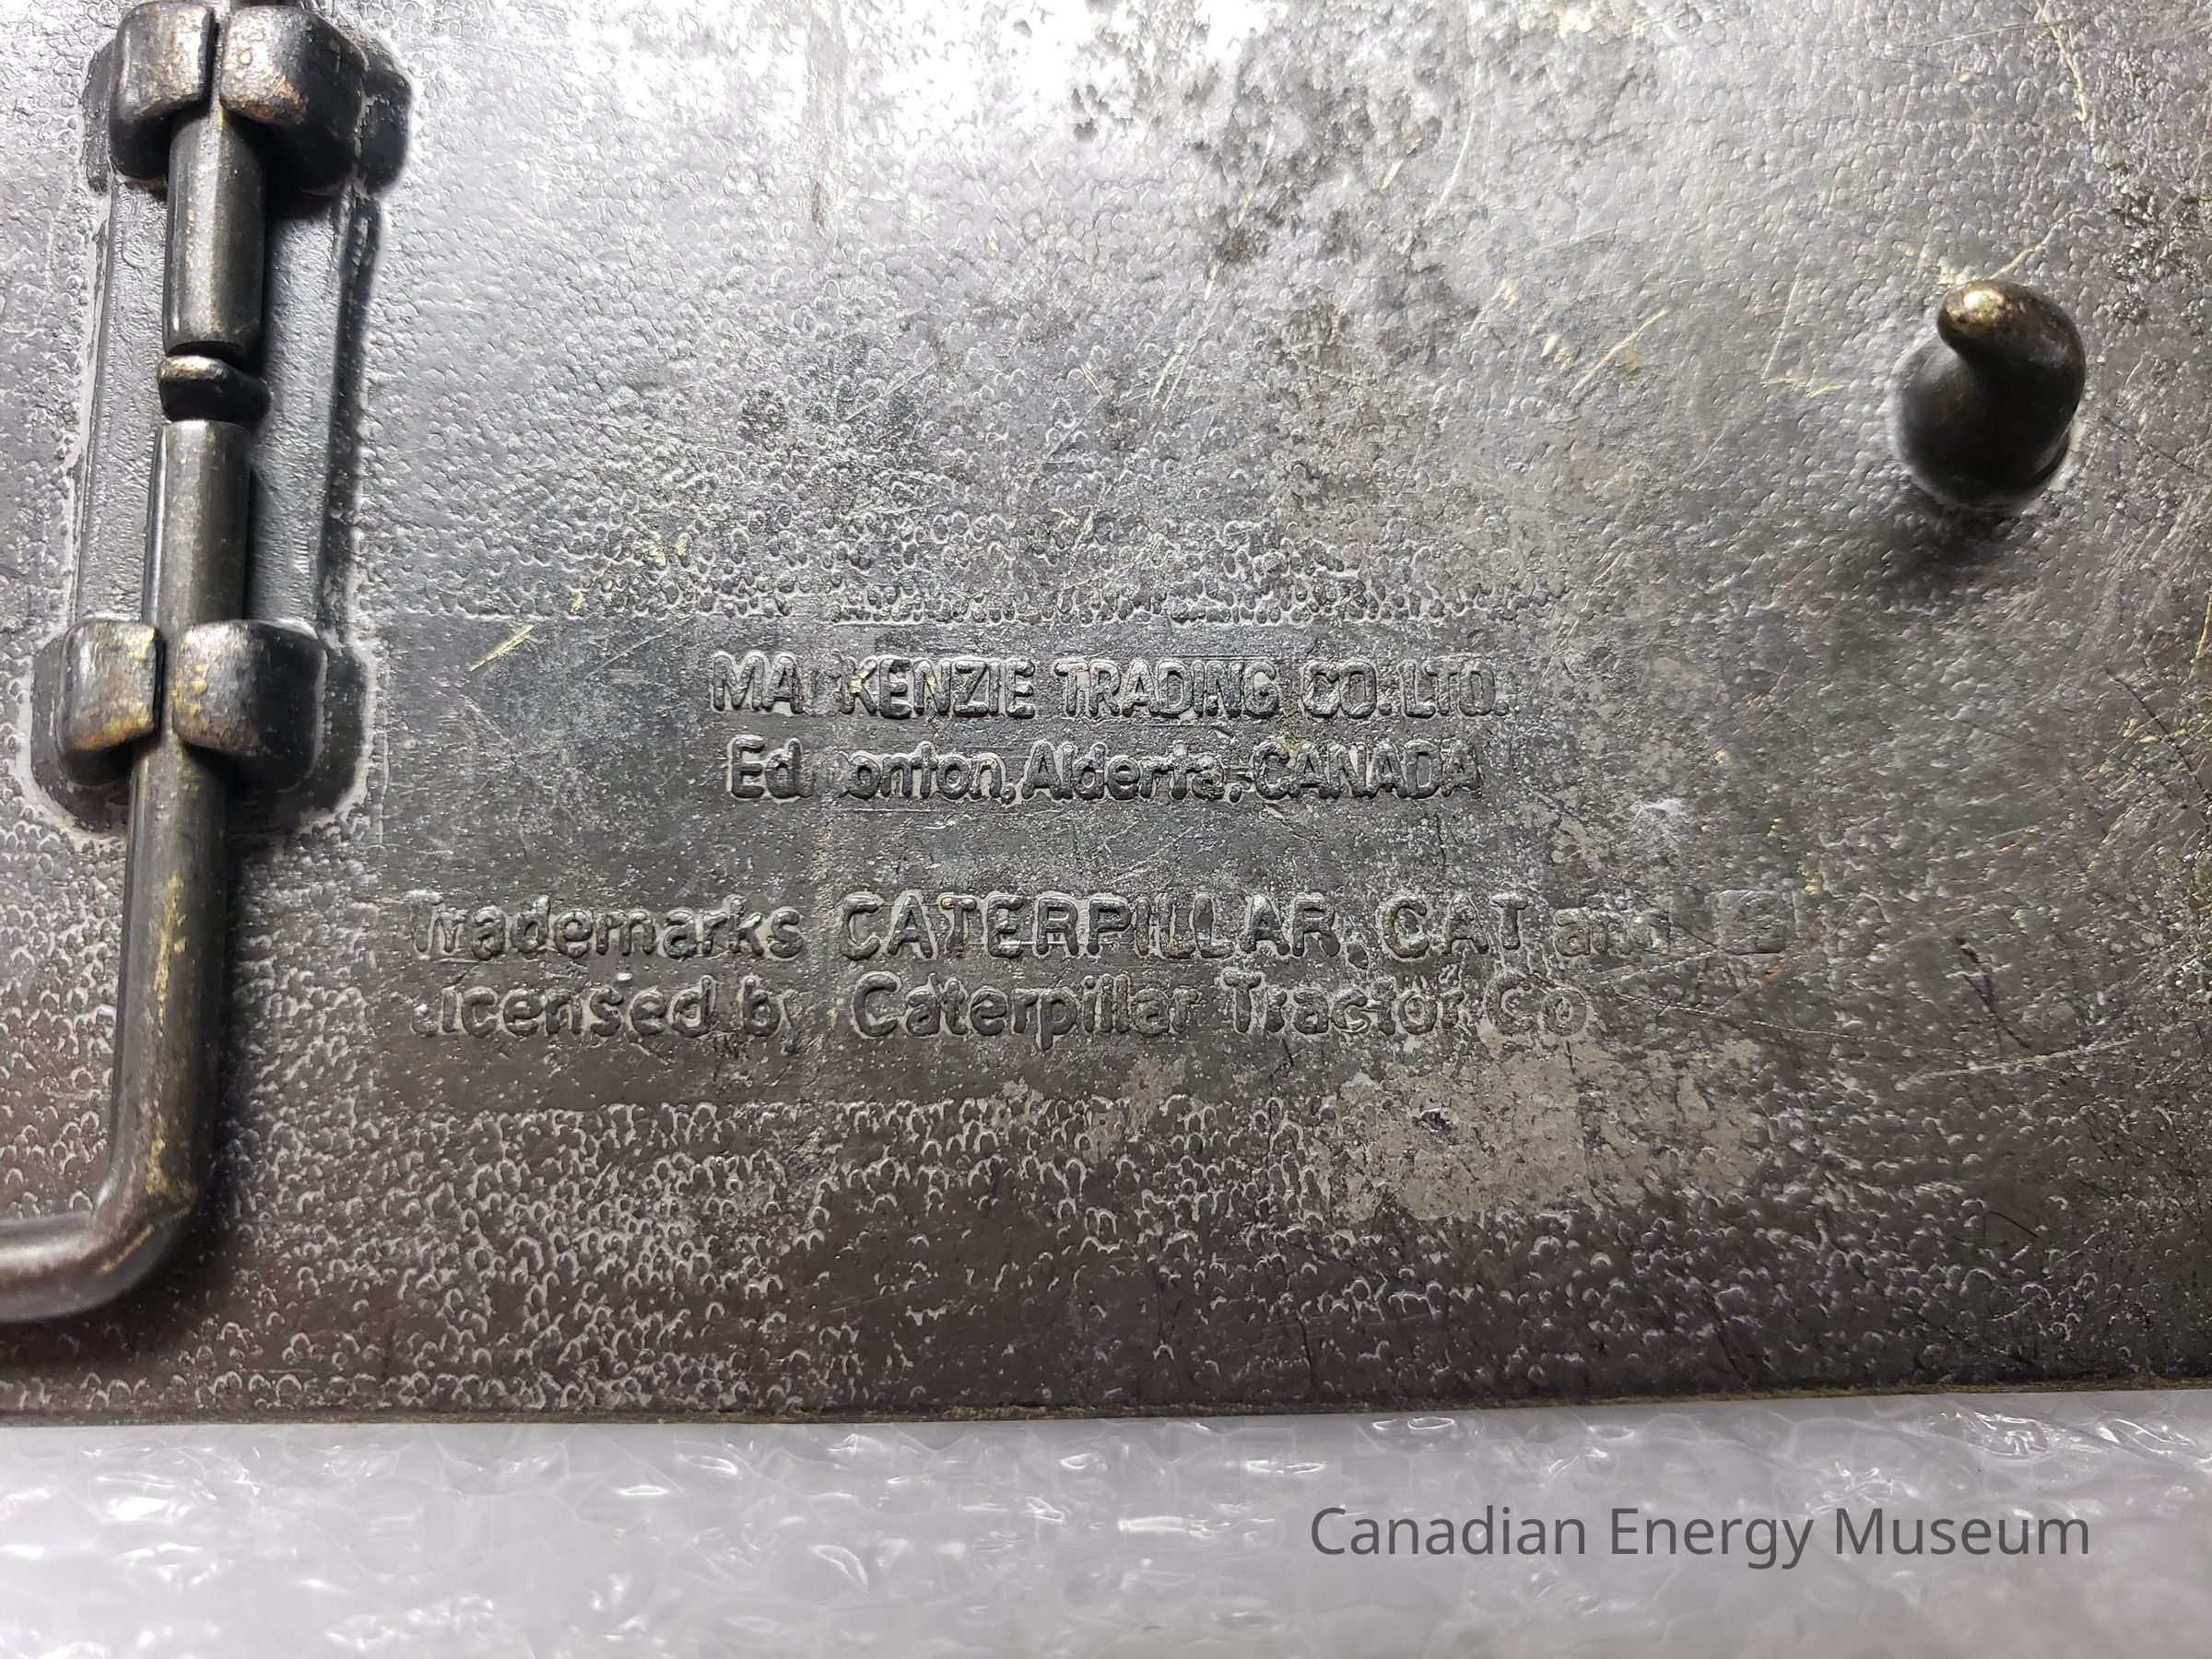 MACKENZIE TRADING CO. LTD.
Edmonton, Alberta, CANADA
Trademarks CATERPILLAR, CAT and
Licensed by Caterpillar Tractor Co
Canadian Energy Museum